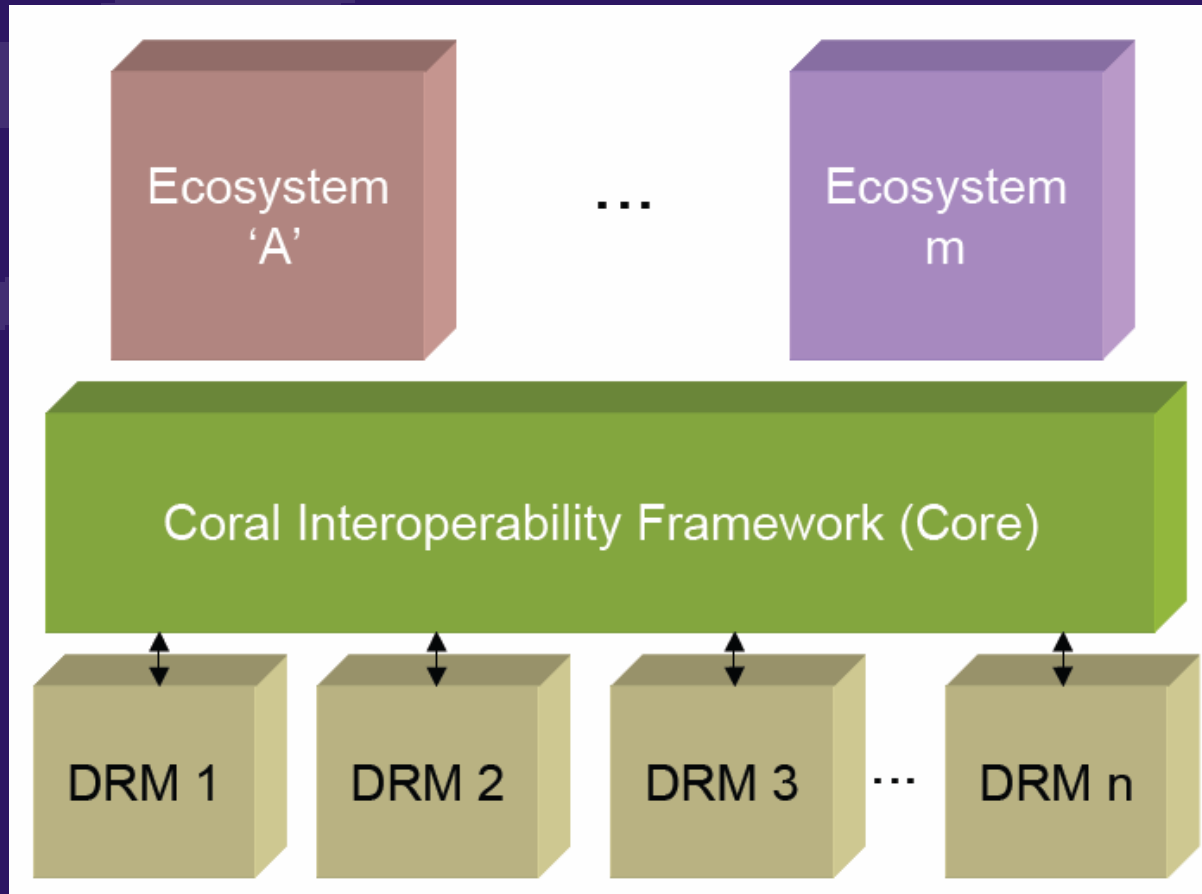 Ecosystem
‘A’
...
Ecosystem
m
Coral Interoperability Framework (Core)
DRM 1
DRM 2
DRM 3
...
DRM n